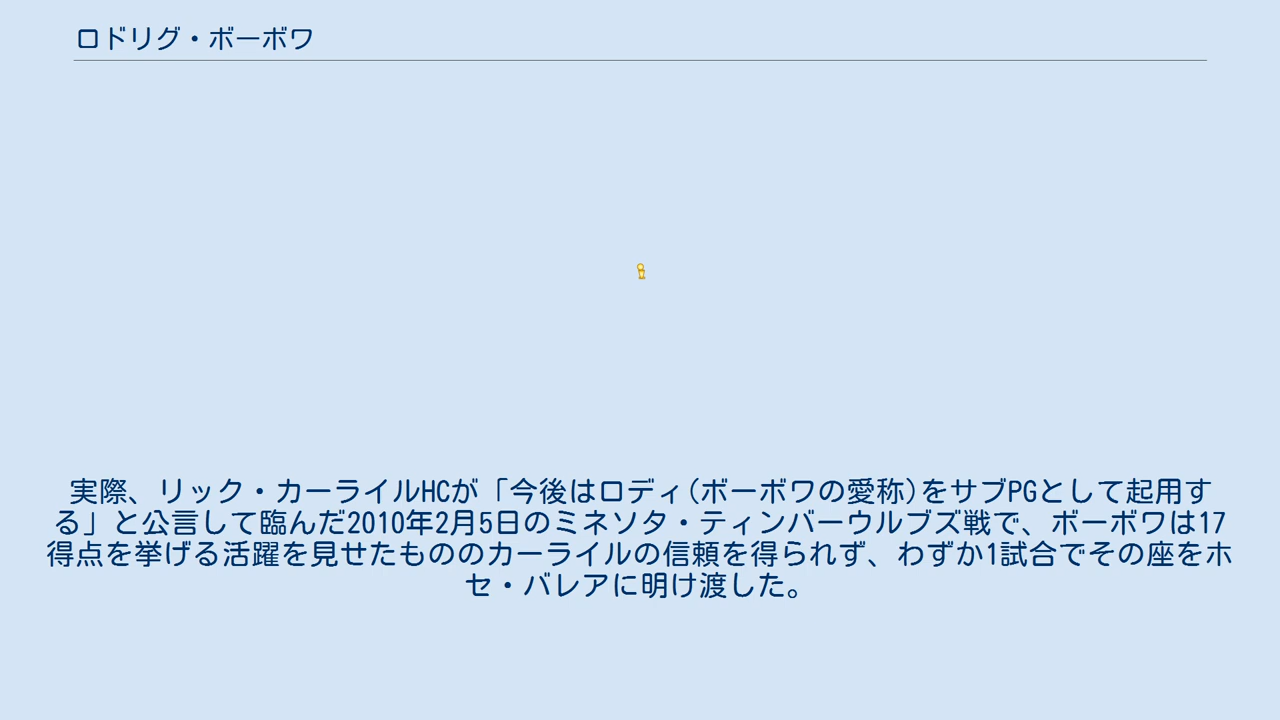 ロドリグ・ボーボワ
実際、リック・カーライルHCが「今後はロディ(ボーボワの愛称)をサブPGとして起用す
る」と公言して臨んだ2010年2月5日のミネソタ・ティンバーウルブズ戦で、ボーボワは17
得点を挙げる活躍を見せたもののカーライルの信頼を得られず、わずか1試合でその座をホ
セ・バレアに明け渡した。